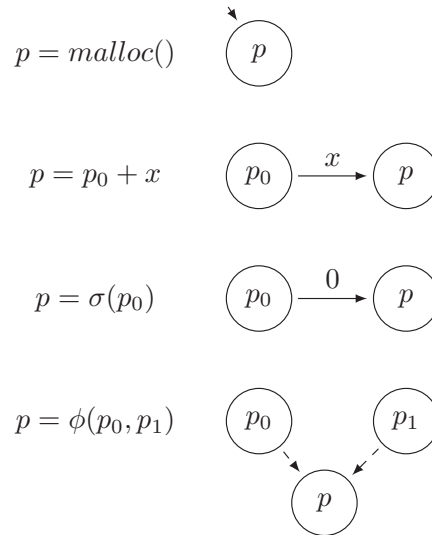 p = malloc() p
p = p₀ + x p₀ x p
p = σ(p₀) p₀ 0 p
p = ϕ(p₀, p₁) p₀ p₁
p